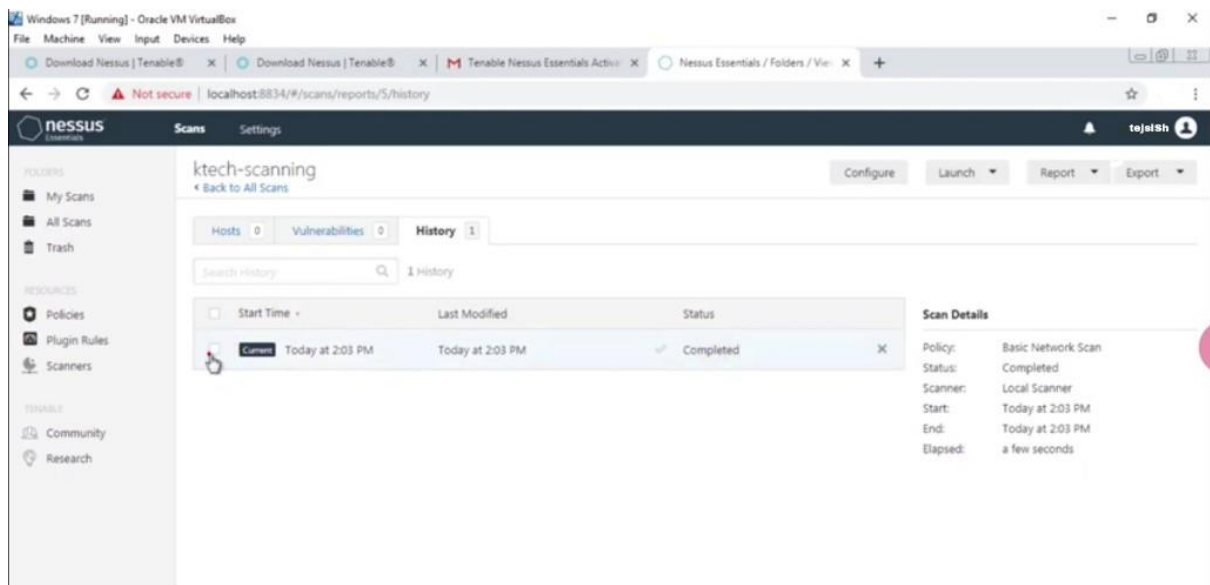 Windows 7 [Running] - Oracle VM VirtualBox
File Machine View Input Devices Help
Download Nessus | Tenable® Download Nessus | Tenable® Tenable Nessus Essentials Activa Nessus Essentials / Folders / Vie
Not secure | localhost:8834/#/scans/reports/5/history
nessus Essentials Scans Settings tejsish
FOLDERS
My Scans
All Scans
Trash
RESOURCES
Policies
Plugin Rules
Scanners
TENABLE
Community
Research
ktech-scanning
Back to All Scans
Configure Launch Report Export
Hosts 0 Vulnerabilities 0 History 1
Search History 1 History
Start Time Last Modified Status
Current Today at 2:03 PM Today at 2:03 PM Completed
Scan Details
Policy: Basic Network Scan
Status: Completed
Scanner: Local Scanner
Start: Today at 2:03 PM
End: Today at 2:03 PM
Elapsed: a few seconds